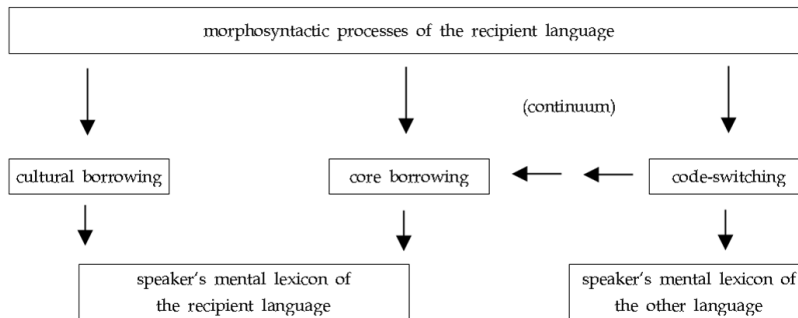 morphosyntactic processes of the recipient language
(continuum)
cultural borrowing
core borrowing
code-switching
speaker's mental lexicon of
the recipient language
speaker's mental lexicon of
the other language